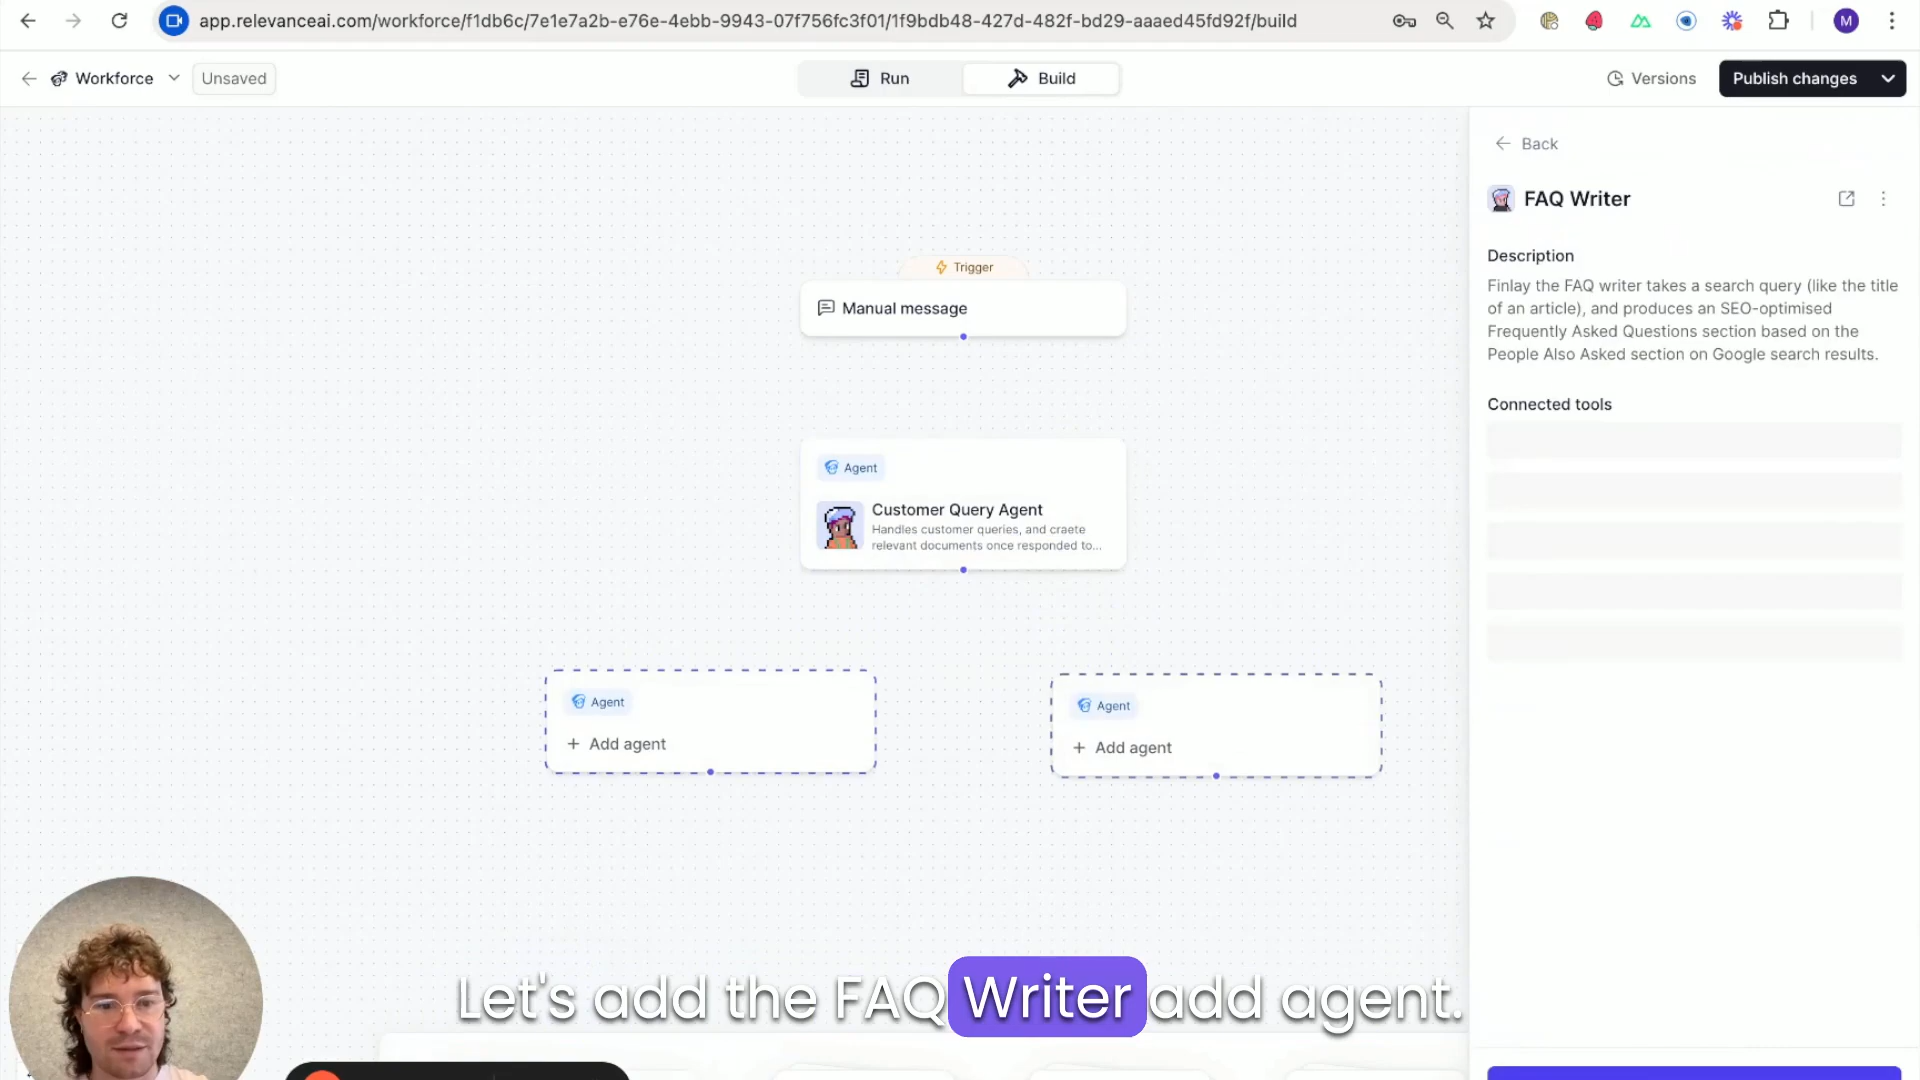 app.relevanceai.com/workforce/f1db6c/7e1e7a2b-e76e-4ebb-9943-07f756fc3f01/1f9bdb48-427d-482f-bd29-aaaed45fd92f/build
M
Workforce
Unsaved
Run
Build
Versions
Publish changes
Back
FAQ Writer
Description
Finlay the FAQ writer takes a search query (like the title
of an article), and produces an SEO-optimised
Frequently Asked Questions section based on the
People Also Asked section on Google search results.
Connected tools
Trigger
Manual message
Agent
Customer Query Agent
Handles customer queries, and craete
relevant documents once responded to...
Agent
+ Add agent
Agent
+ Add agent
Let's add the FAQ Writer add agent.